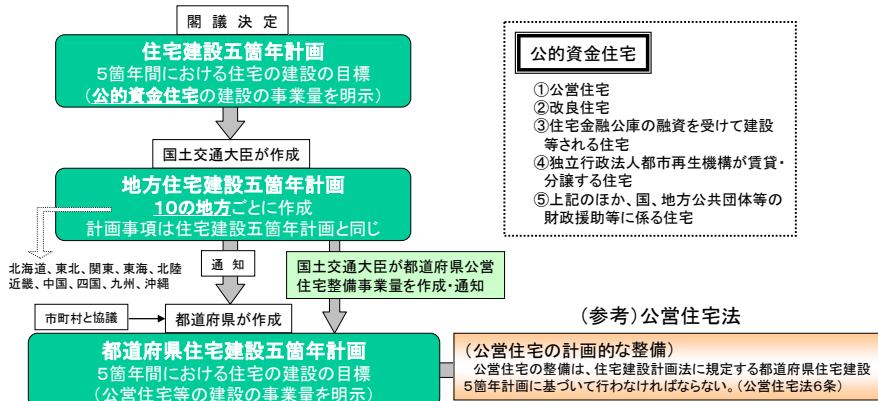 閣議決定
住宅建設五箇年計画
5箇年間における住宅の建設の目標
(公的資金住宅の建設の事業量を明示)
国土交通大臣が作成
地方住宅建設五箇年計画
10の地方ごとに作成
計画事項は住宅建設五箇年計画と同じ
北海道、東北、関東、東海、北陸
近畿、中国、四国、九州、沖縄
通知
国土交通大臣が都道府県公営
住宅整備事業量を作成・通知
市町村と協議
都道府県が作成
都道府県住宅建設五箇年計画
5箇年間における住宅の建設の目標
(公営住宅等の建設の事業量を明示)
公的資金住宅
①公営住宅
②改良住宅
③住宅金融公庫の融資を受けて建設
等される住宅
④独立行政法人都市再生機構が賃貸・
分譲する住宅
⑤上記のほか、国、地方公共団体等の
財政援助等に係る住宅
(参考)公営住宅法
(公営住宅の計画的な整備)
公営住宅の整備は、住宅建設計画法に規定する都道府県住宅建設
5箇年計画に基づいて行わなければならない。(公営住宅法6条)